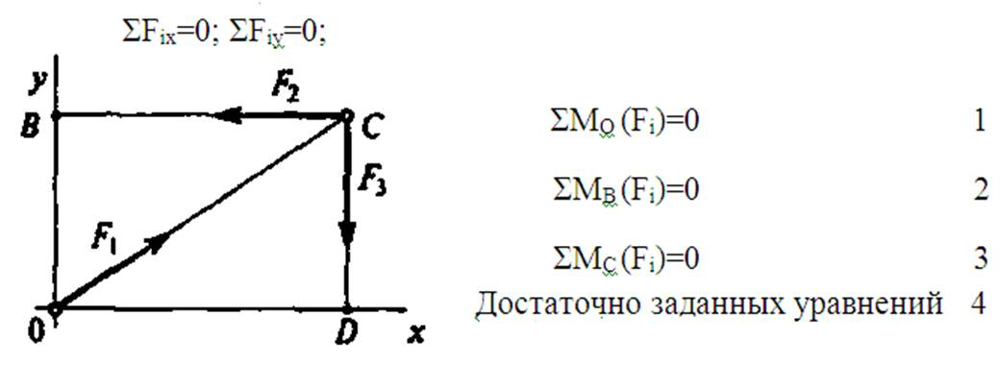 ΣFix=0; ΣFiy=0;
y
B
F2
C
F3
F1
0
D
x
ΣMO (Fi)=0 1
ΣMB (Fi)=0 2
ΣMC (Fi)=0 3
Достаточно заданных уравнений 4